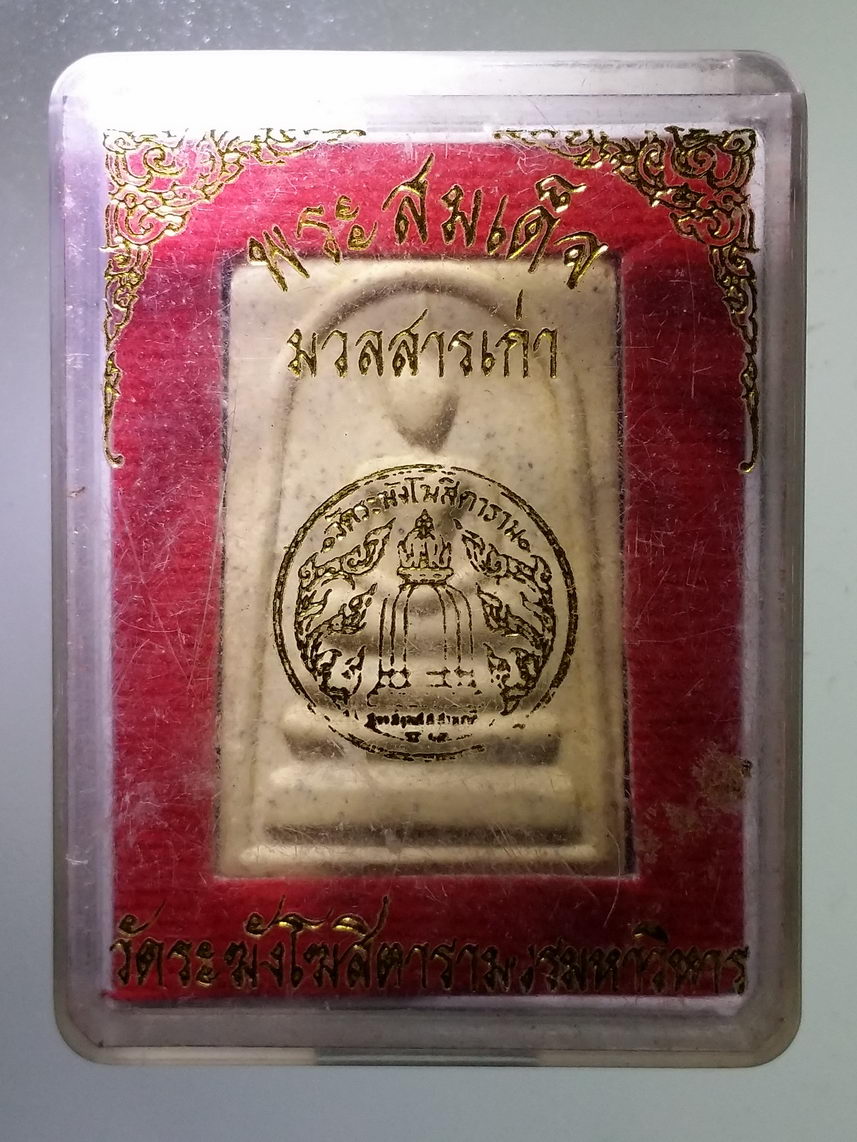 พระสมเด็จ
มวลสารเก่า
วัดระฆังโฆสิตาราม
วัดระฆังโฆสิตารามวรมหาวิหาร